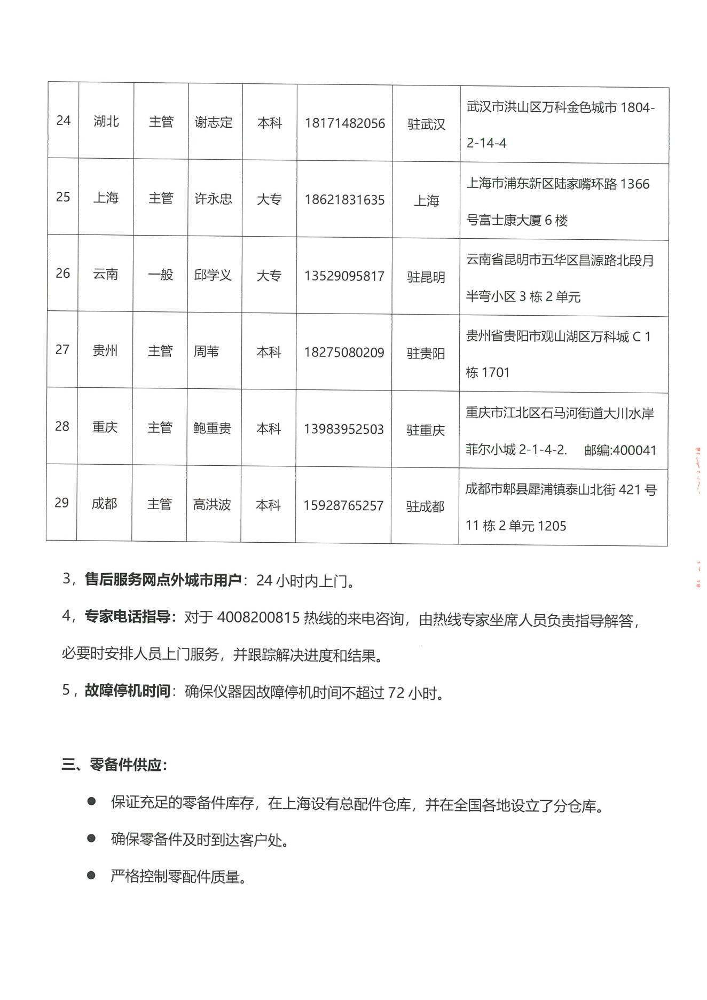 24 湖北 主管 谢志定 本科 18171482056 驻武汉 武汉市洪山区万科金色城市 1804-
2-14-4
25 上海 主管 许永忠 大专 18621831635 上海 上海市浦东新区陆家嘴环路 1366
号富士康大厦 6 楼
26 云南 一般 邱学义 大专 13529095817 驻昆明 云南省昆明市五华区昌源路北段月
半弯小区 3 栋 2 单元
27 贵州 主管 周苇 本科 18275080209 驻贵阳 贵州省贵阳市观山湖区万科城 C 1
栋 1701
28 重庆 主管 鲍重贵 本科 13983952503 驻重庆 重庆市江北区石马河街道大川水岸
菲尔小城 2-1-4-2. 邮编:400041
29 成都 主管 高洪波 本科 15928765257 驻成都 成都市郫县犀浦镇泰山北街 421 号
11 栋 2 单元 1205
3，售后服务网点外城市用户：24 小时内上门。
4，专家电话指导：对于 4008200815 热线的来电咨询，由热线专家坐席人员负责指导解答，
必要时安排人员上门服务，并跟踪解决进度和结果。
5 , 故障停机时间：确保仪器因故障停机时间不超过 72 小时。
三、零备件供应：
● 保证充足的零备件库存，在上海设有总配件仓库，并在全国各地设立了分仓库。
● 确保零备件及时到达客户处。
● 严格控制零配件质量。